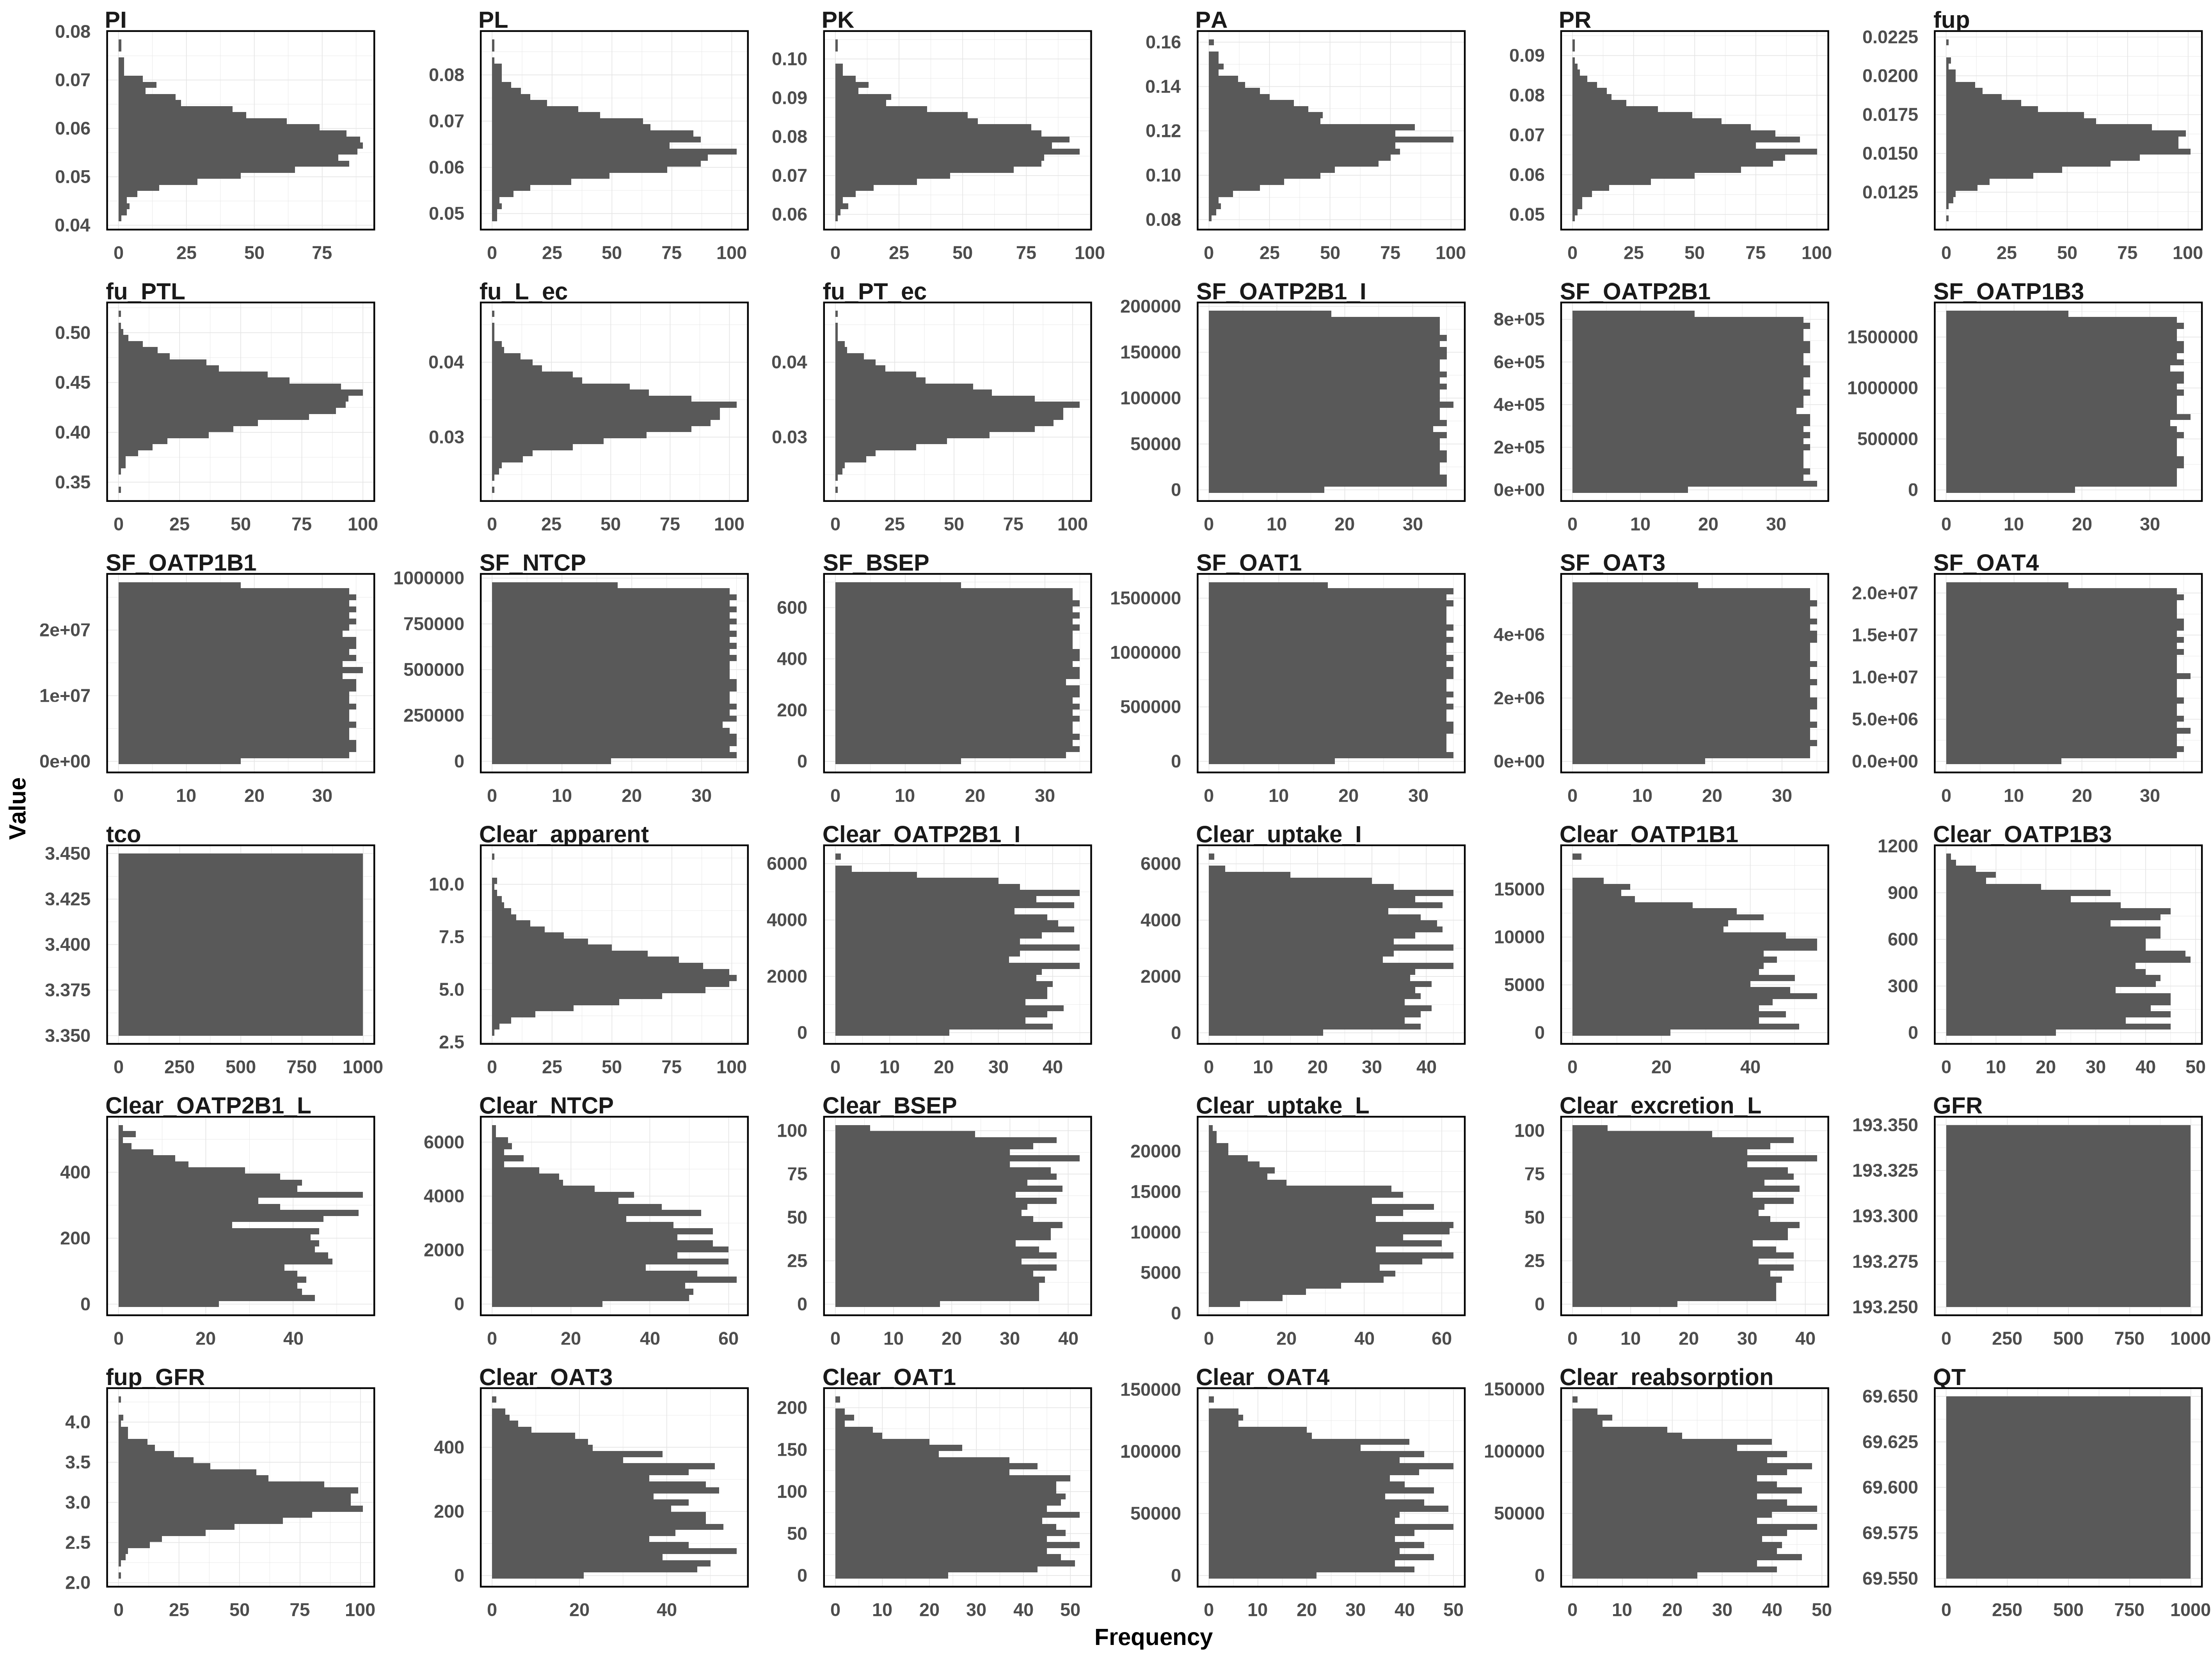 PI PL PK PA PR fup
0.08 0.07 0.06 0.05 0.04
0.08 0.07 0.06 0.05
0.10 0.09 0.08 0.07 0.06
0.16 0.14 0.12 0.10 0.08
0.09 0.08 0.07 0.06 0.05
0.0225 0.0200 0.0175 0.0150 0.0125
0 25 50 75
0 25 50 75 100
0 25 50 75 100
0 25 50 75 100
0 25 50 75 100
0 25 50 75 100
fu_PTL fu_L_ec fu_PT_ec SF_OATP2B1_I SF_OATP2B1 SF_OATP1B3
0.50 0.45 0.40 0.35
0.04 0.03
0.04 0.03
200000 150000 100000 50000 0
8e+05 6e+05 4e+05 2e+05 0e+00
1500000 1000000 500000 0
0 25 50 75 100
0 25 50 75 100
0 25 50 75 100
0 10 20 30
0 10 20 30
0 10 20 30
SF_OATP1B1 SF_NTCP SF_BSEP SF_OAT1 SF_OAT3 SF_OAT4
2e+07 1e+07 0e+00
1000000 750000 500000 250000 0
600 400 200 0
1500000 1000000 500000 0
4e+06 2e+06 0e+00
2.0e+07 1.5e+07 1.0e+07 5.0e+06 0.0e+00
0 10 20 30
0 10 20 30
0 10 20 30
0 10 20 30
0 10 20 30
0 10 20 30
Value
tco Clear_apparent Clear_OATP2B1_I Clear_uptake_I Clear_OATP1B1 Clear_OATP1B3
3.450 3.425 3.400 3.375 3.350
10.0 7.5 5.0 2.5
6000 4000 2000 0
6000 4000 2000 0
15000 10000 5000 0
1200 900 600 300 0
0 250 500 750 1000
0 25 50 75 100
0 10 20 30 40
0 10 20 30 40
0 20 40
0 10 20 30 40 50
Clear_OATP2B1_L Clear_NTCP Clear_BSEP Clear_uptake_L Clear_excretion_L GFR
400 200 0
6000 4000 2000 0
100 75 50 25 0
20000 15000 10000 5000 0
100 75 50 25 0
193.350 193.325 193.300 193.275 193.250
0 20 40
0 20 40 60
0 10 20 30 40
0 20 40 60
0 10 20 30 40
0 250 500 750 1000
fup_GFR Clear_OAT3 Clear_OAT1 Clear_OAT4 Clear_reabsorption QT
4.0 3.5 3.0 2.5 2.0
400 200 0
200 150 100 50 0
150000 100000 50000 0
150000 100000 50000 0
69.650 69.625 69.600 69.575 69.550
0 25 50 75 100
0 20 40
0 10 20 30 40 50
0 10 20 30 40 50
0 10 20 30 40 50
0 250 500 750 1000
Frequency